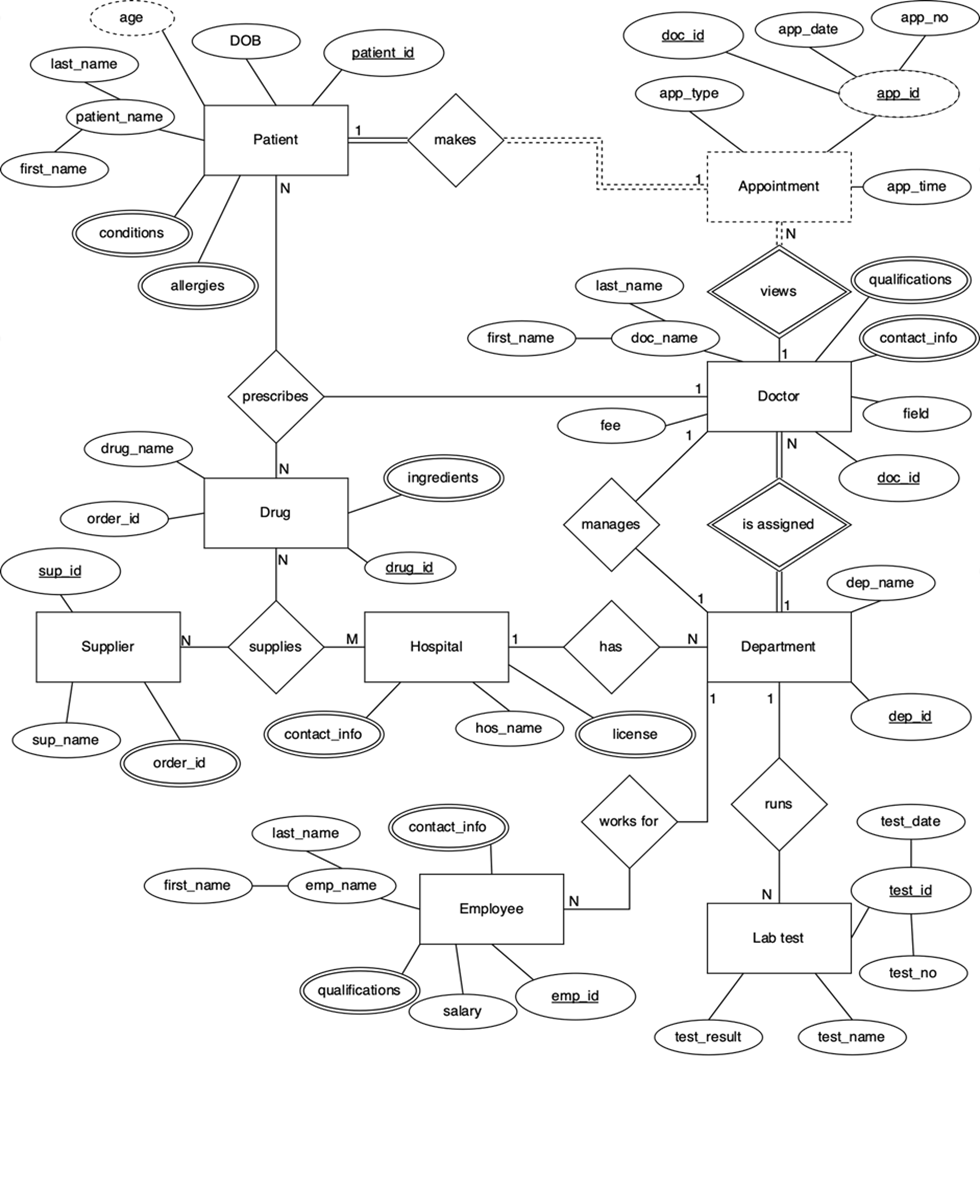 age
DOB
patient_id
doc_id
app_date
app_no
last_name
app_type
app_id
patient_name
Patient
1
makes
first_name
1
Appointment
app_time
N
conditions
N
allergies
last_name
views
qualifications
first_name
doc_name
contact_info
1
prescribes
1
Doctor
field
fee
1
N
drug_name
N
ingredients
doc_id
order_id
Drug
manages
is assigned
sup_id
N
drug_id
dep_name
1
1
Supplier
N
supplies
M
Hospital
1
has
N
Department
1
1
dep_id
sup_name
order_id
contact_info
hos_name
license
runs
last_name
contact_info
works for
test_date
first_name
emp_name
test_id
N
N
Employee
Lab test
test_no
qualifications
salary
emp_id
test_result
test_name